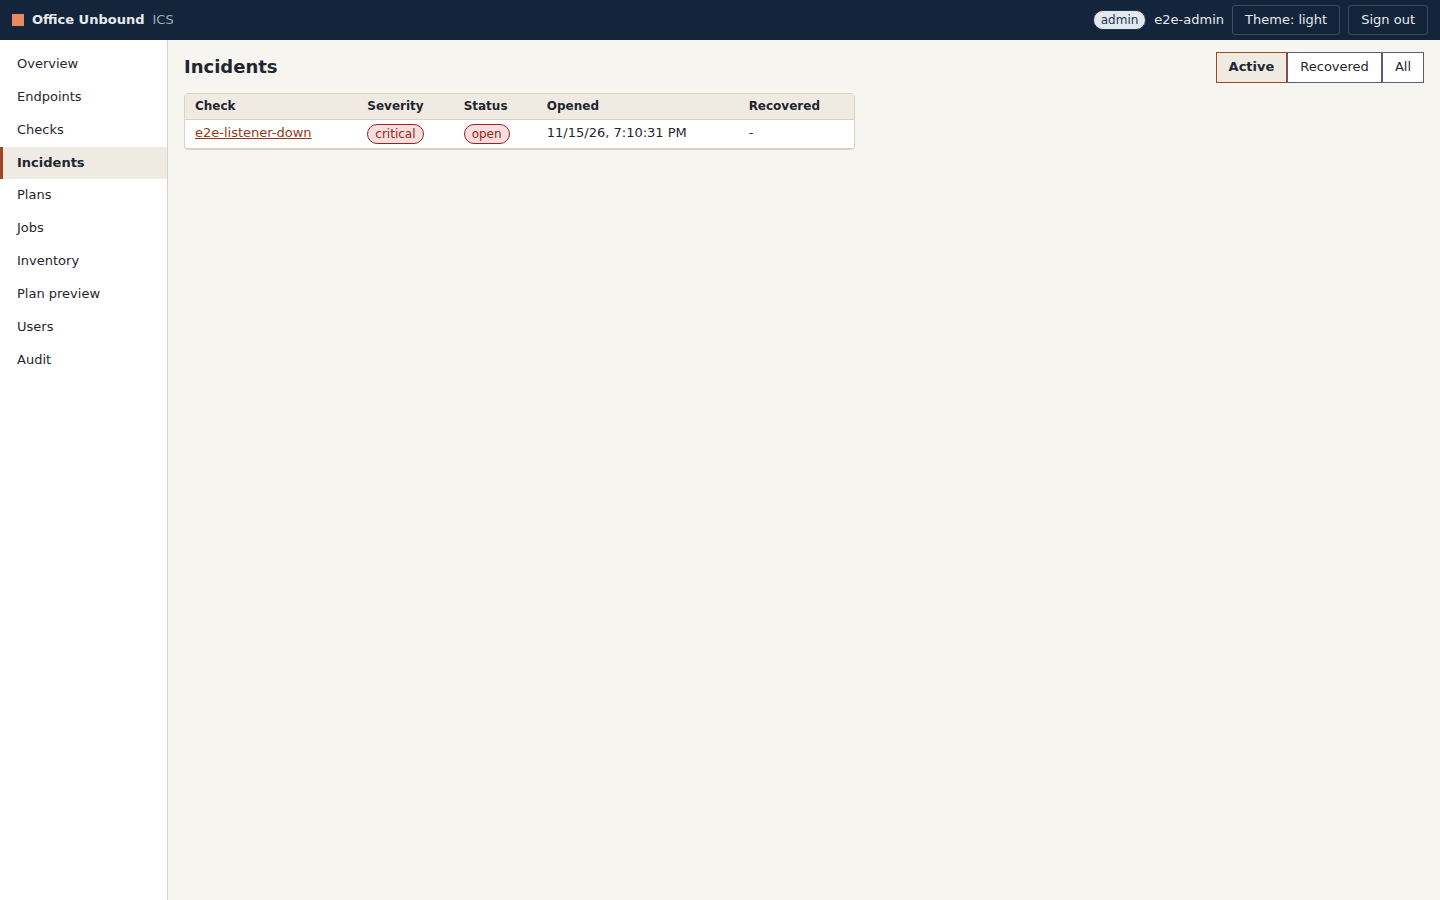 Office Unbound ICS admin e2e-admin Theme: light Sign out
Overview
Endpoints
Checks
Incidents
Plans
Jobs
Inventory
Plan preview
Users
Audit
Incidents Active Recovered All
Check Severity Status Opened Recovered
e2e-listener-down critical open 11/15/26, 7:10:31 PM -